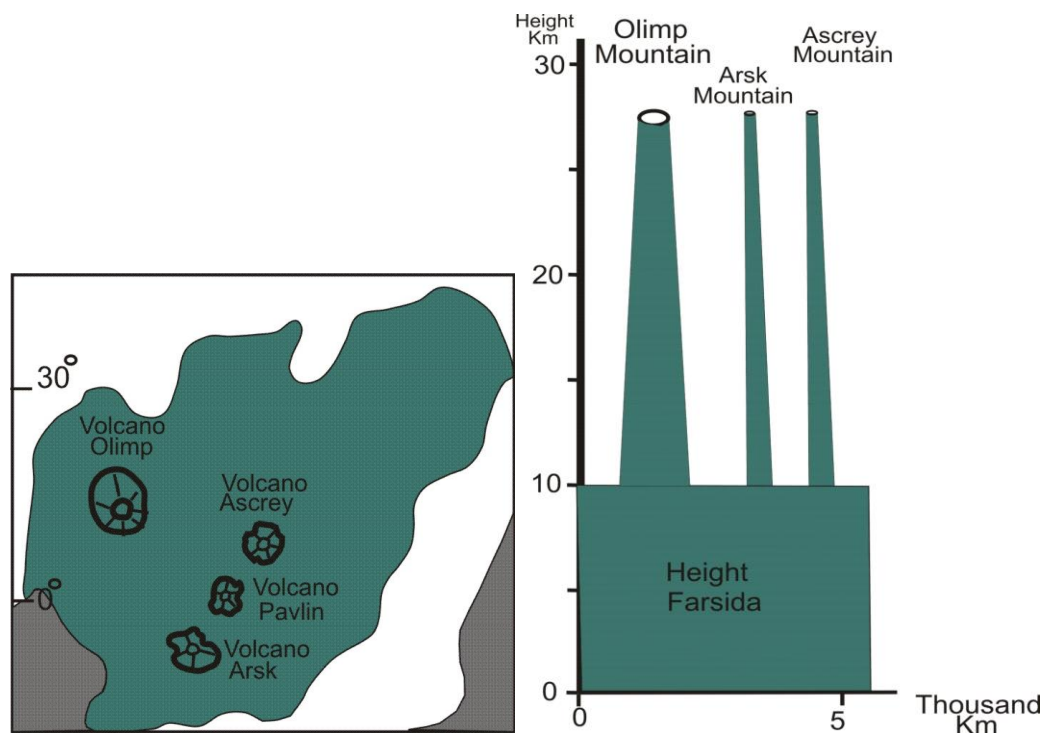 30°
Volcano
Olimp
Volcano
Ascrey
0°
Volcano
Pavlin
Volcano
Arsk
Height
Km
30
20
10
0
Olimp
Mountain
Arsk
Mountain
Ascrey
Mountain
Height
Farsida
0
5
Thousand
Km